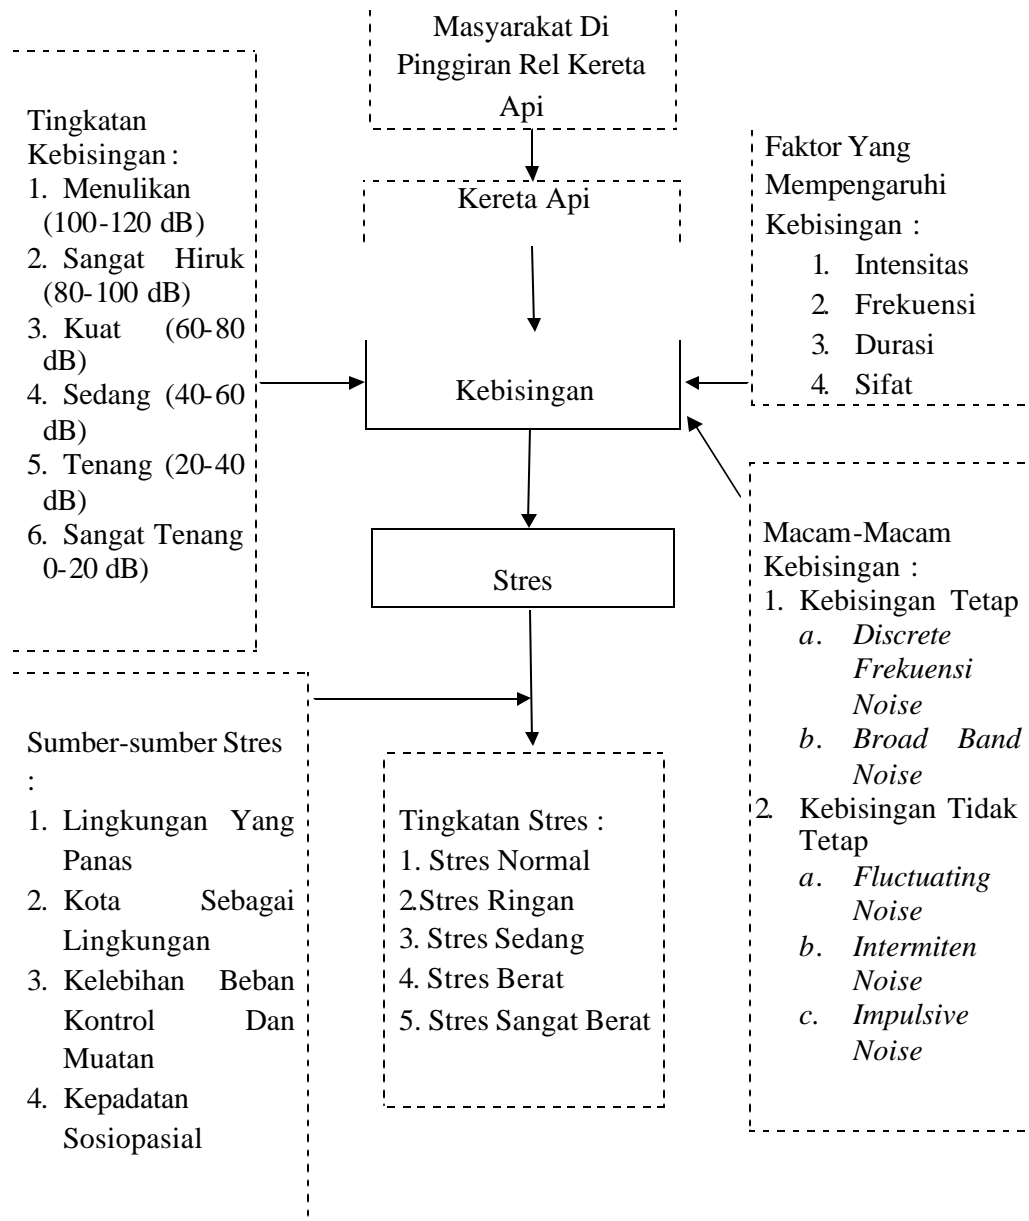 Masyarakat Di
Pinggiran Rel Kereta
Api
Kereta Api
Kebisingan
Stres
Tingkatan
Kebisingan :
1. Menulikan
(100-120 dB)
2. Sangat Hiruk
(80-100 dB)
3. Kuat (60-80
dB)
4. Sedang (40-60
dB)
5. Tenang (20-40
dB)
6. Sangat Tenang
0-20 dB)
Faktor Yang
Mempengaruhi
Kebisingan :
1. Intensitas
2. Frekuensi
3. Durasi
4. Sifat
Macam-Macam
Kebisingan :
1. Kebisingan Tetap
a. Discrete
Frekuensi
Noise
b. Broad Band
Noise
2. Kebisingan Tidak
Tetap
a. Fluctuating
Noise
b. Intermiten
Noise
c. Impulsive
Noise
Sumber-sumber Stres
:
1. Lingkungan Yang
Panas
2. Kota Sebagai
Lingkungan
3. Kelebihan Beban
Kontrol Dan
Muatan
4. Kepadatan
Sosiopasial
Tingkatan Stres :
1. Stres Normal
2.Stres Ringan
3. Stres Sedang
4. Stres Berat
5. Stres Sangat Berat